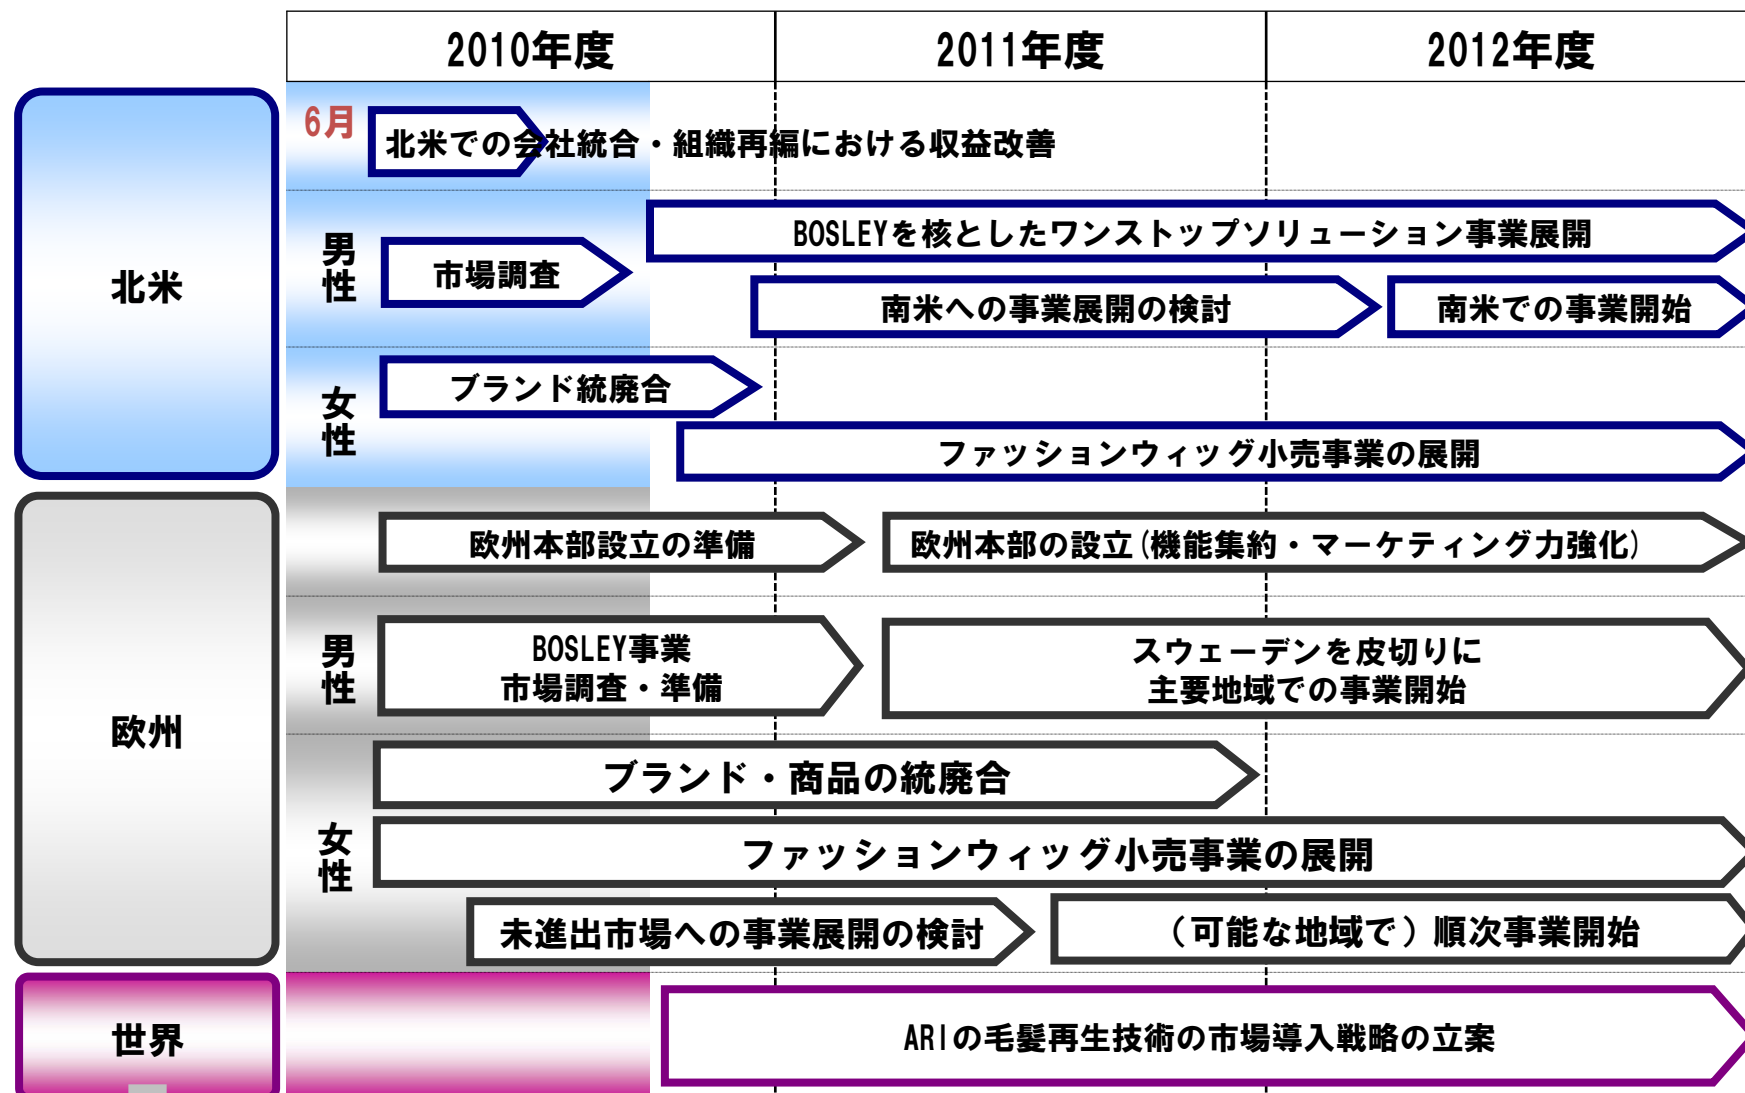 2010年度
2011年度
2012年度
北米
6月
北米での会社統合・組織再編における収益改善
男性
市場調査
BOSLEYを核としたワンストップソリューション事業展開
南米への事業展開の検討
南米での事業開始
女性
ブランド統廃合
ファッションウィッグ小売事業の展開
欧州
欧州本部設立の準備
欧州本部の設立(機能集約・マーケティング力強化)
男性
BOSLEY事業
市場調査・準備
スウェーデンを皮切りに
主要地域での事業開始
女性
ブランド・商品の統廃合
ファッションウィッグ小売事業の展開
未進出市場への事業展開の検討
（可能な地域で）順次事業開始
世界
ARIの毛髪再生技術の市場導入戦略の立案